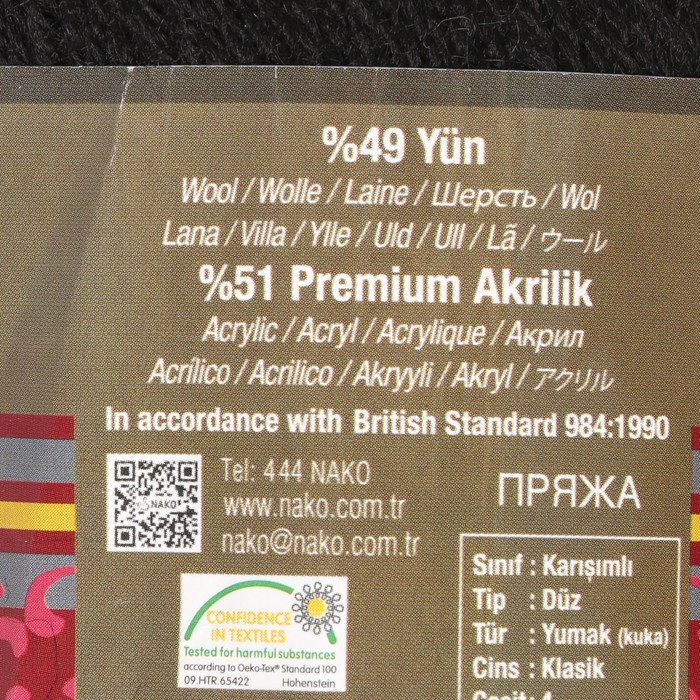 %49 Yün
Wool / Wolle / Laine / Шерсть / Wol
Lana / Villa / Ylle / Uld / Ull / Lã / ウール
%51 Premium Akrilik
Acrylic / Acryl / Acrylique / Акрил
Acrílico / Acrilico / Akryyli / Akryl / アクリル
In accordance with British Standard 984:1990
NAKO
Tel: 444 NAKO
www.nako.com.tr
nako@nako.com.tr
ПРЯЖА
CONFIDENCE
IN TEXTILES
Tested for harmful substances
according to Oeko-Tex® Standard 100
09.HTR.65422 Hohenstein
Sınıf : Karışımlı
Tip : Düz
Tür : Yumak (kuka)
Cins : Klasik